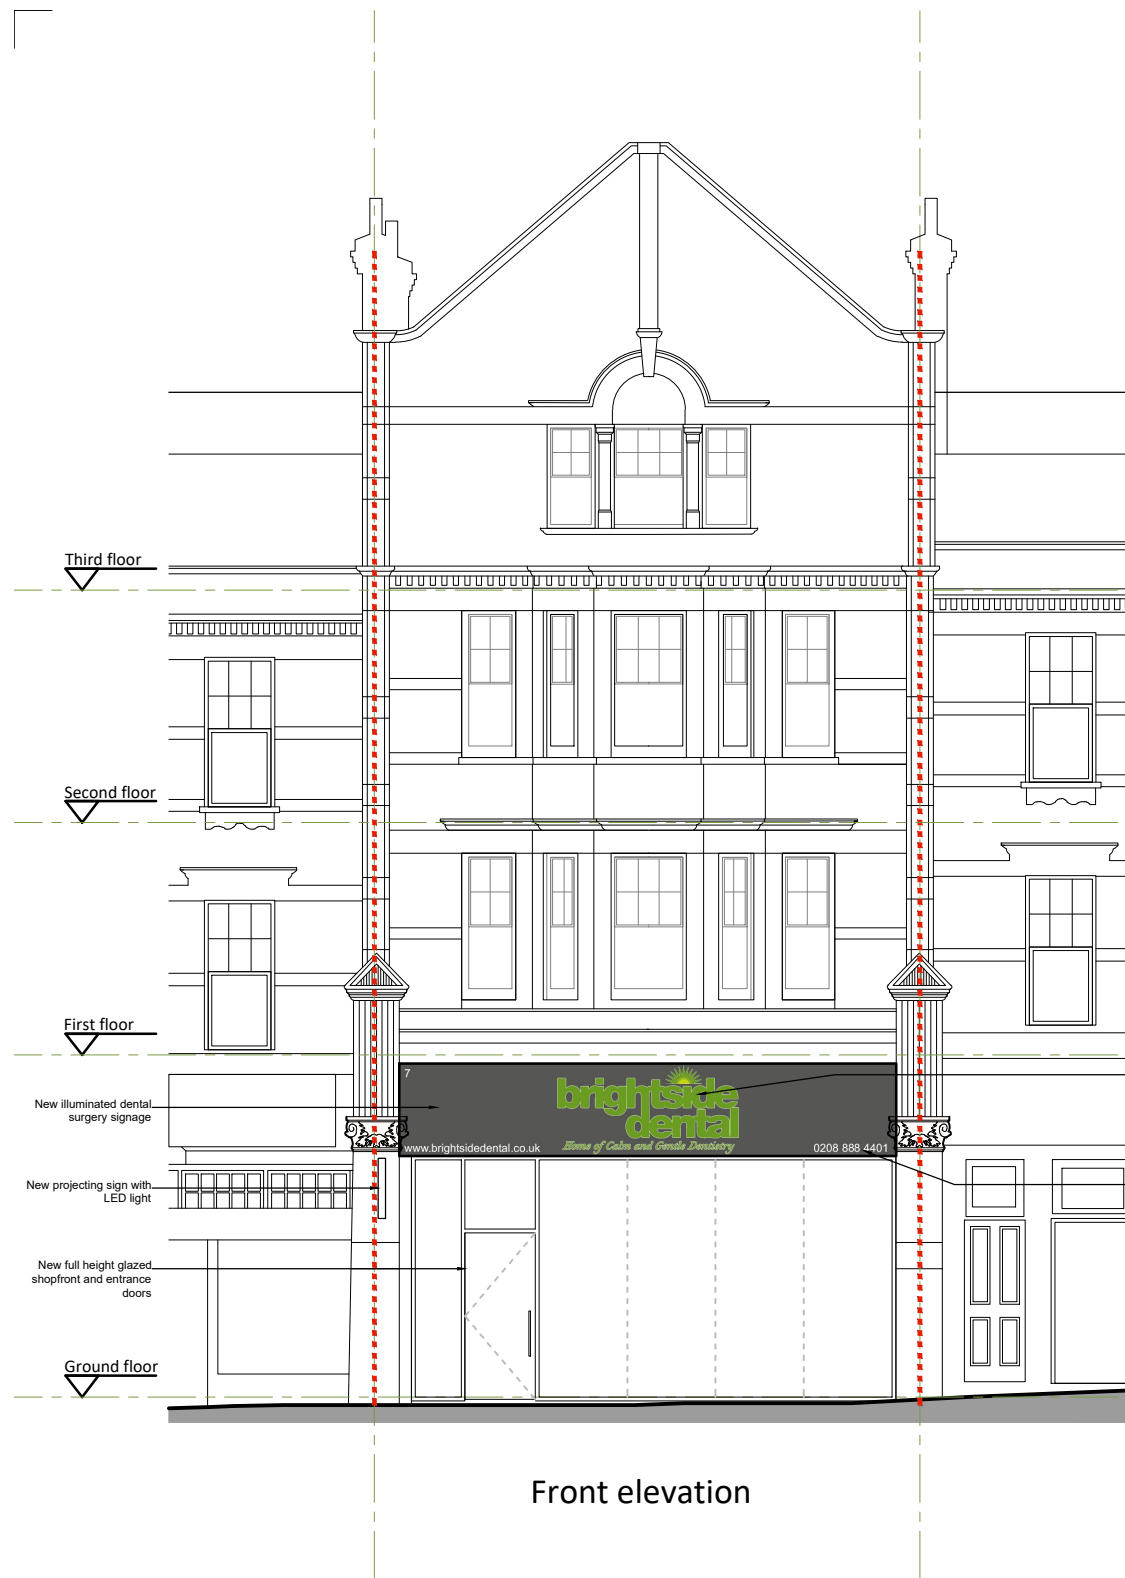 Third floor
Second floor
First floor
7
brightside
dental
Home of Calm and Gentle Dentistry
www.brightsidedental.co.uk
0208 888 4401
New illuminated dental
surgery signage
New projecting sign with
LED light
New full height glazed
shopfront and entrance
doors
Ground floor
Front elevation